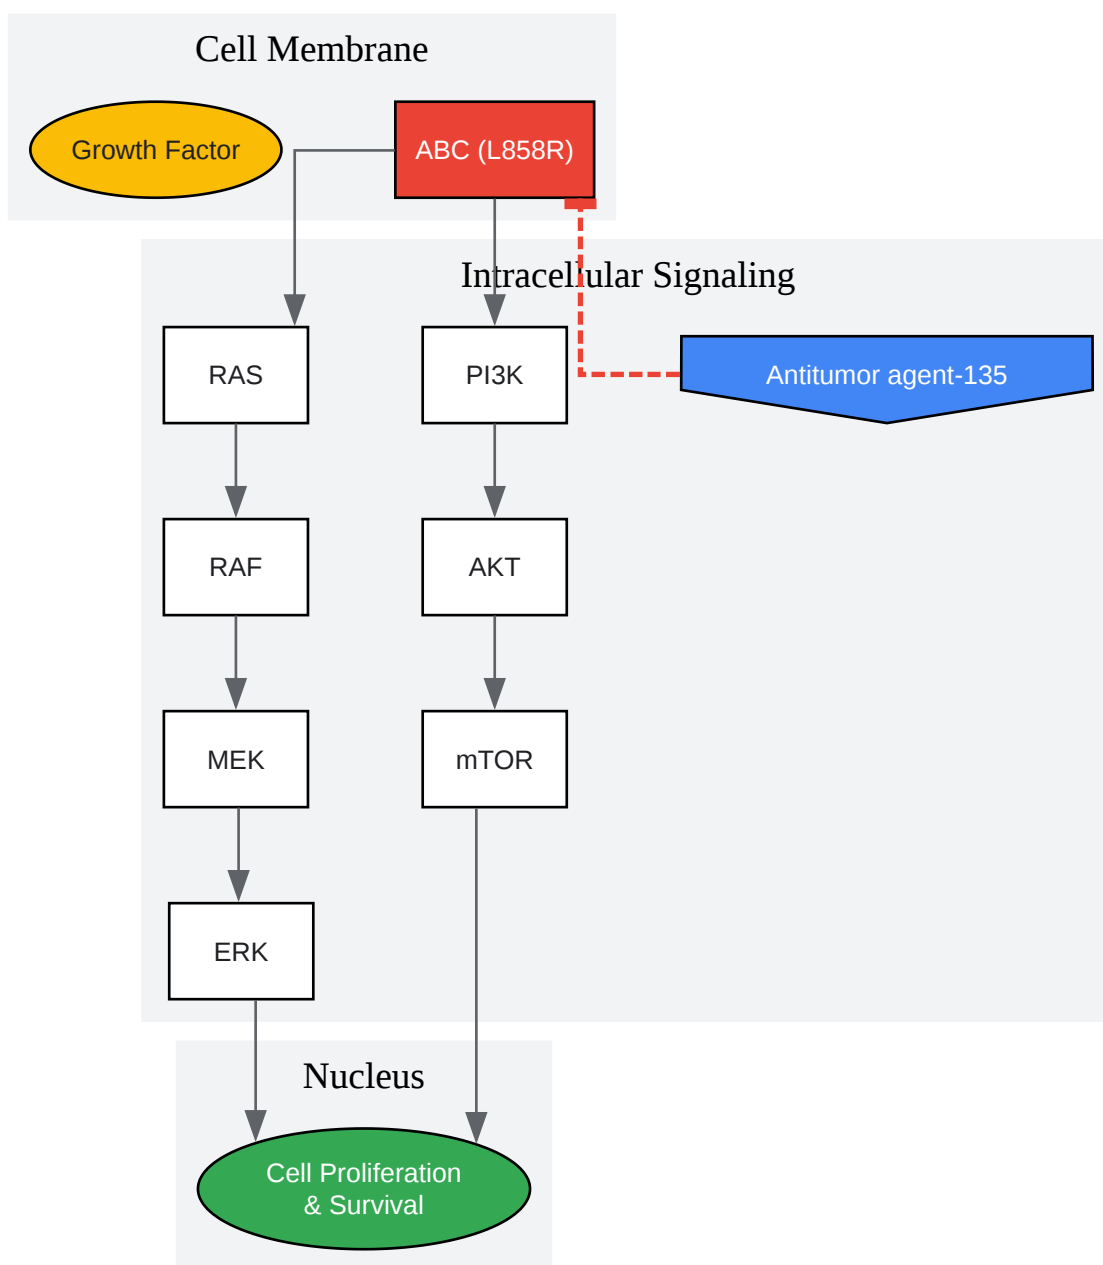 Cell Membrane
Growth Factor
ABC (L858R)
Intracellular Signaling
RAS
PI3K
Antitumor agent-135
RAF
AKT
MEK
mTOR
ERK
Nucleus
Cell Proliferation
& Survival